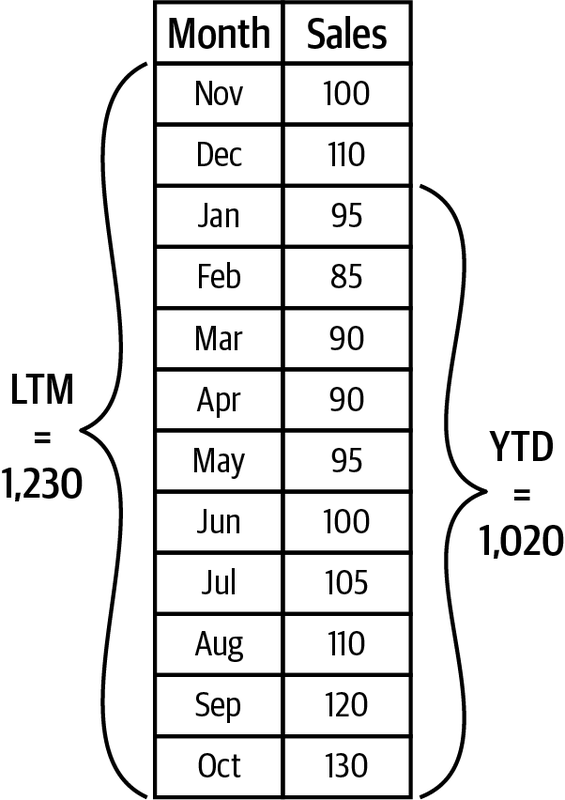 Month Sales
Nov 100
Dec 110
Jan 95
Feb 85
Mar 90
Apr 90
May 95
Jun 100
Jul 105
Aug 110
Sep 120
Oct 130
LTM
=
1,230
YTD
=
1,020